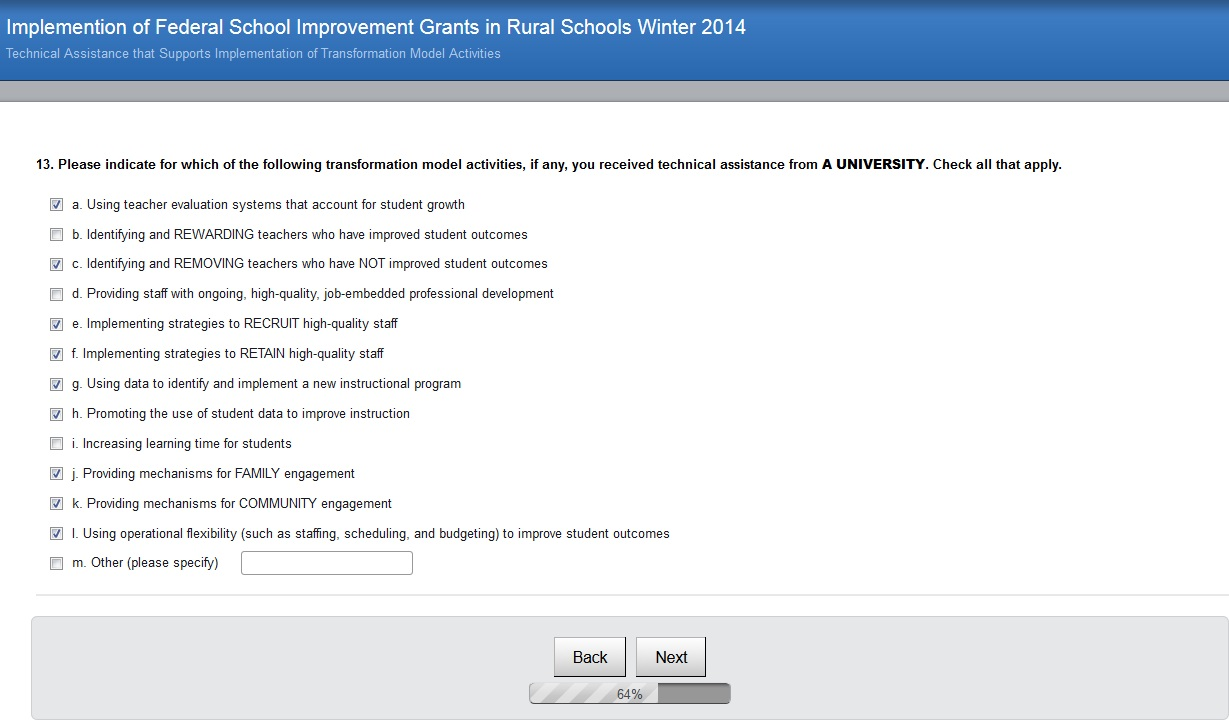 Implemention of Federal School Improvement Grants in Rural Schools Winter 2014
Technical Assistance that Supports Implementation of Transformation Model Activities
13. Please indicate for which of the following transformation model activities, if any, you received technical assistance from A UNIVERSITY. Check all that apply.
a. Using teacher evaluation systems that account for student growth
b. Identifying and REWARDING teachers who have improved student outcomes
c. Identifying and REMOVING teachers who have NOT improved student outcomes
d. Providing staff with ongoing, high-quality, job-embedded professional development
e. Implementing strategies to RECRUIT high-quality staff
f. Implementing strategies to RETAIN high-quality staff
g. Using data to identify and implement a new instructional program
h. Promoting the use of student data to improve instruction
i. Increasing learning time for students
j. Providing mechanisms for FAMILY engagement
k. Providing mechanisms for COMMUNITY engagement
l. Using operational flexibility (such as staffing, scheduling, and budgeting) to improve student outcomes
m. Other (please specify)
Back Next
64%